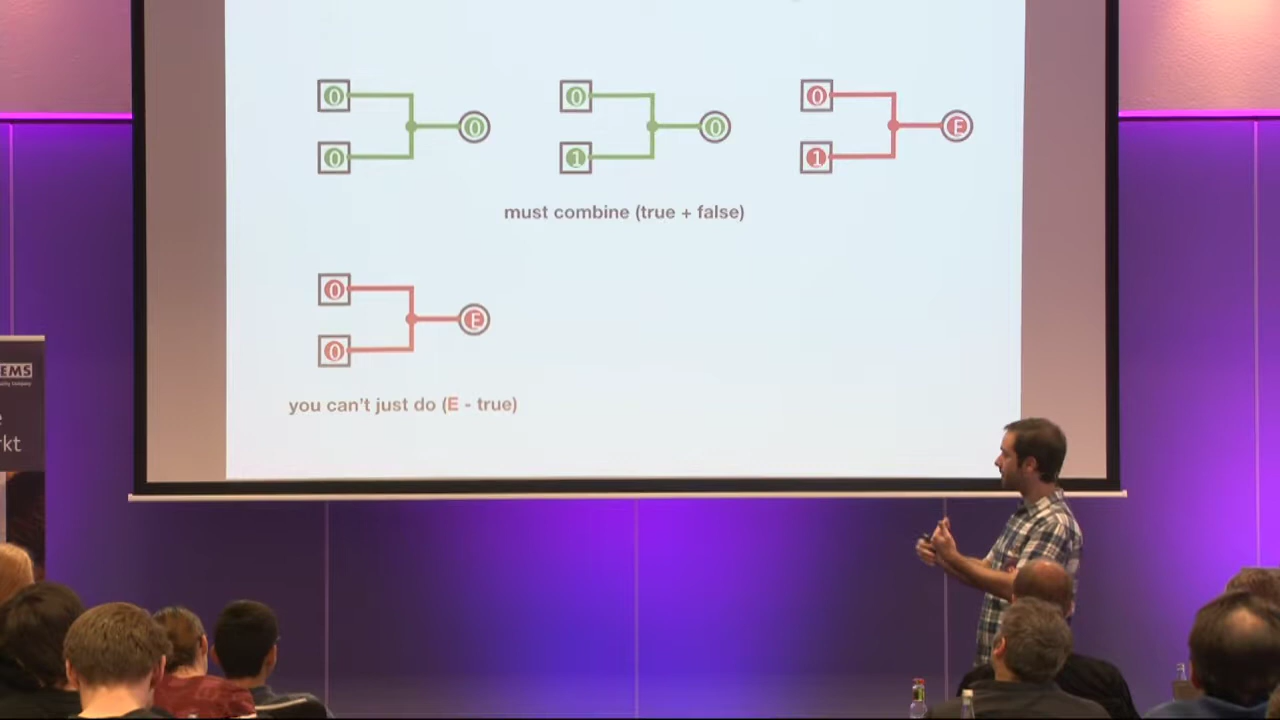 0 0 0
0 0 E
0 1 1
must combine (true + false)
0
E
0
you can't just do (E - true)
EMS
e
rkt